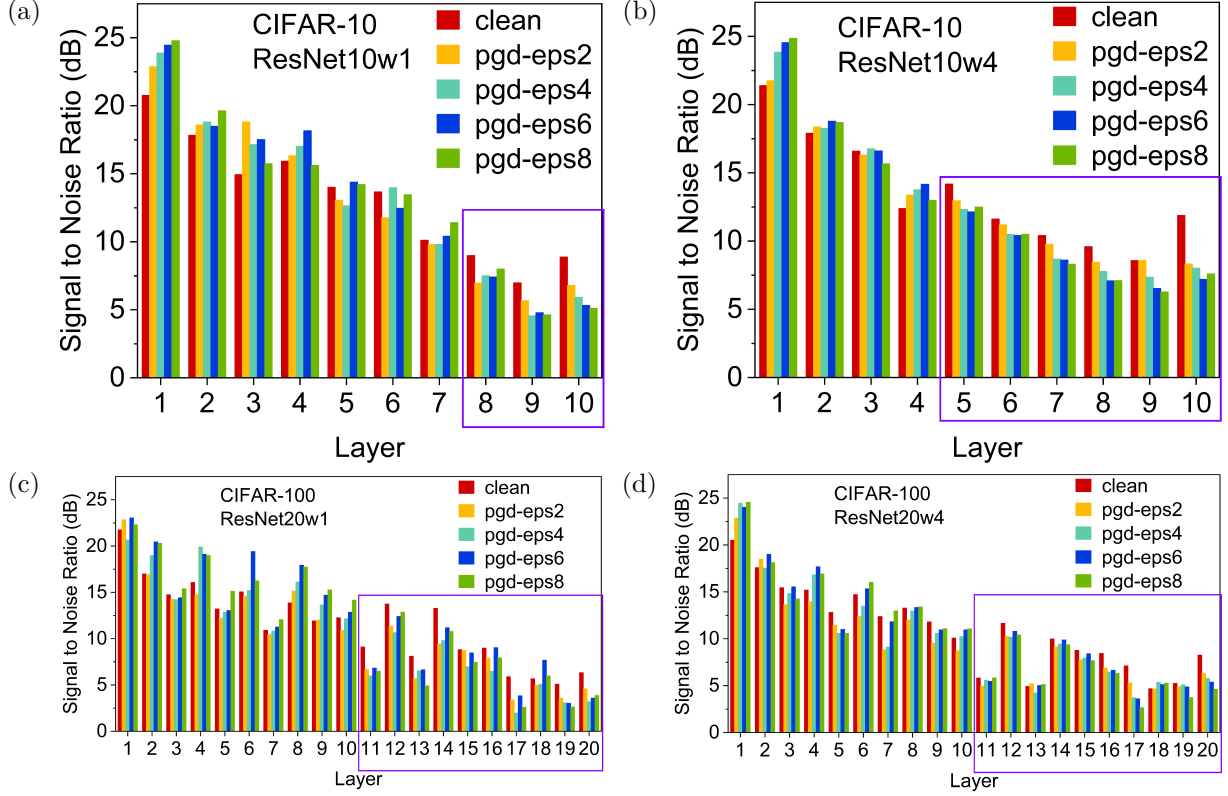 (a)
CIFAR-10
ResNet10w1
clean
pgd-eps2
pgd-eps4
pgd-eps6
pgd-eps8
Signal to Noise Ratio (dB)
25
20
15
10
5
0
1 2 3 4 5 6 7 8 9 10
Layer
(b)
CIFAR-10
ResNet10w4
clean
pgd-eps2
pgd-eps4
pgd-eps6
pgd-eps8
Signal to Noise Ratio (dB)
25
20
15
10
5
0
1 2 3 4 5 6 7 8 9 10
Layer
(c)
CIFAR-100
ResNet20w1
clean
pgd-eps2
pgd-eps4
pgd-eps6
pgd-eps8
Signal to Noise Ratio (dB)
25
20
15
10
5
0
1 2 3 4 5 6 7 8 9 10 11 12 13 14 15 16 17 18 19 20
Layer
(d)
CIFAR-100
ResNet20w4
clean
pgd-eps2
pgd-eps4
pgd-eps6
pgd-eps8
Signal to Noise Ratio (dB)
25
20
15
10
5
0
1 2 3 4 5 6 7 8 9 10 11 12 13 14 15 16 17 18 19 20
Layer